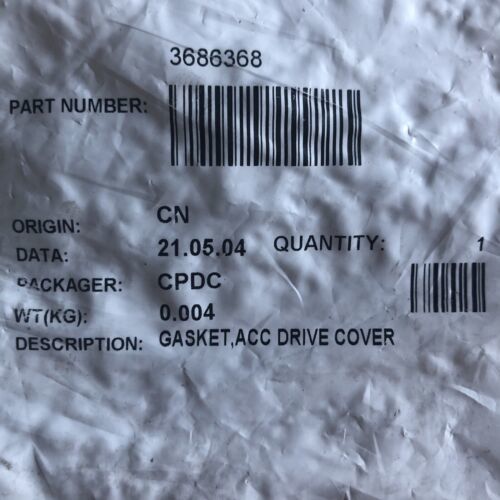 3686368
PART NUMBER:
ORIGIN: CN
DATA: 21.05.04 QUANTITY: 1
PACKAGER: CPDC
WT(KG): 0.004
DESCRIPTION: GASKET,ACC DRIVE COVER